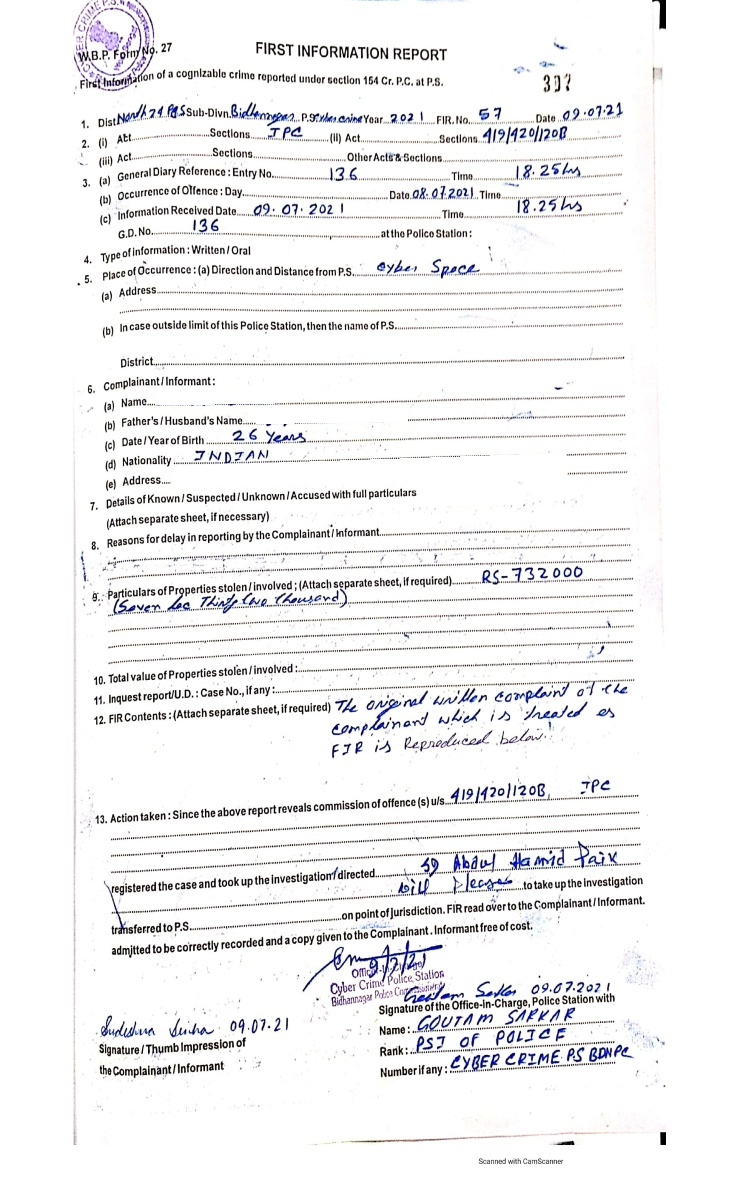 CYBER CRIME P.S.
W.B.P. Form No. 27
FIRST INFORMATION REPORT
First Information of a cognizable crime reported under section 154 Cr. P.C. at P.S.
1. Dist. North 24 Pgs Sub-Divn. Bidhannagar P.S. Cyber crime Year 2021 FIR. No. 57 Date 09.07.21
2. (i) Act Sections IPC (ii) Act Sections 419/420/120B
(iii) Act Sections Other Acts & Sections
3. (a) General Diary Reference : Entry No. 136 Time 18.25 hrs
(b) Occurrence of Offence : Day Date 08.07.2021 Time
(c) Information Received Date 09.07.2021 Time 18.25 hrs
G.D. No. 136 at the Police Station :
4. Type of information : Written / Oral
5. Place of Occurrence : (a) Direction and Distance from P.S. Cyber Space
(a) Address
(b) In case outside limit of this Police Station, then the name of P.S.
District
6. Complainant / Informant :
(a) Name
(b) Father's / Husband's Name
(c) Date / Year of Birth 26 Years
(d) Nationality INDIAN
(e) Address
7. Details of Known / Suspected / Unknown / Accused with full particulars
(Attach separate sheet, if necessary)
8. Reasons for delay in reporting by the Complainant / Informant
9. Particulars of Properties stolen / involved ; (Attach separate sheet, if required) RS-732000
(Seven Lac Thirty two thousand)
10. Total value of Properties stolen / involved :
11. Inquest report/U.D. : Case No., if any :
12. FIR Contents : (Attach separate sheet, if required) The original written complaint of the
complainant which is treated as
FIR is Reproduced below.
13. Action taken : Since the above report reveals commission of offence (s) u/s. 419/420/120B, IPC
registered the case and took up the investigation/directed Abdul Hamid Paik
will please to take up the investigation
transferred to P.S. on point of Jurisdiction. FIR read over to the Complainant / Informant.
admitted to be correctly recorded and a copy given to the Complainant. Informant free of cost.
9/7/21
Cyber Crime Police Station
Bidhannagar Police Commissionerate
Goutam Sarkar 09.07.2021
Signature of the Office-In-Charge, Police Station with
Sudeshna Sinha 09.07.21
Signature / Thumb Impression of
the Complainant / Informant
Name : GOUTAM SARKAR
Rank : PSI OF POLICE
Number if any : CYBER CRIME PS BDNPC
Scanned with CamScanner